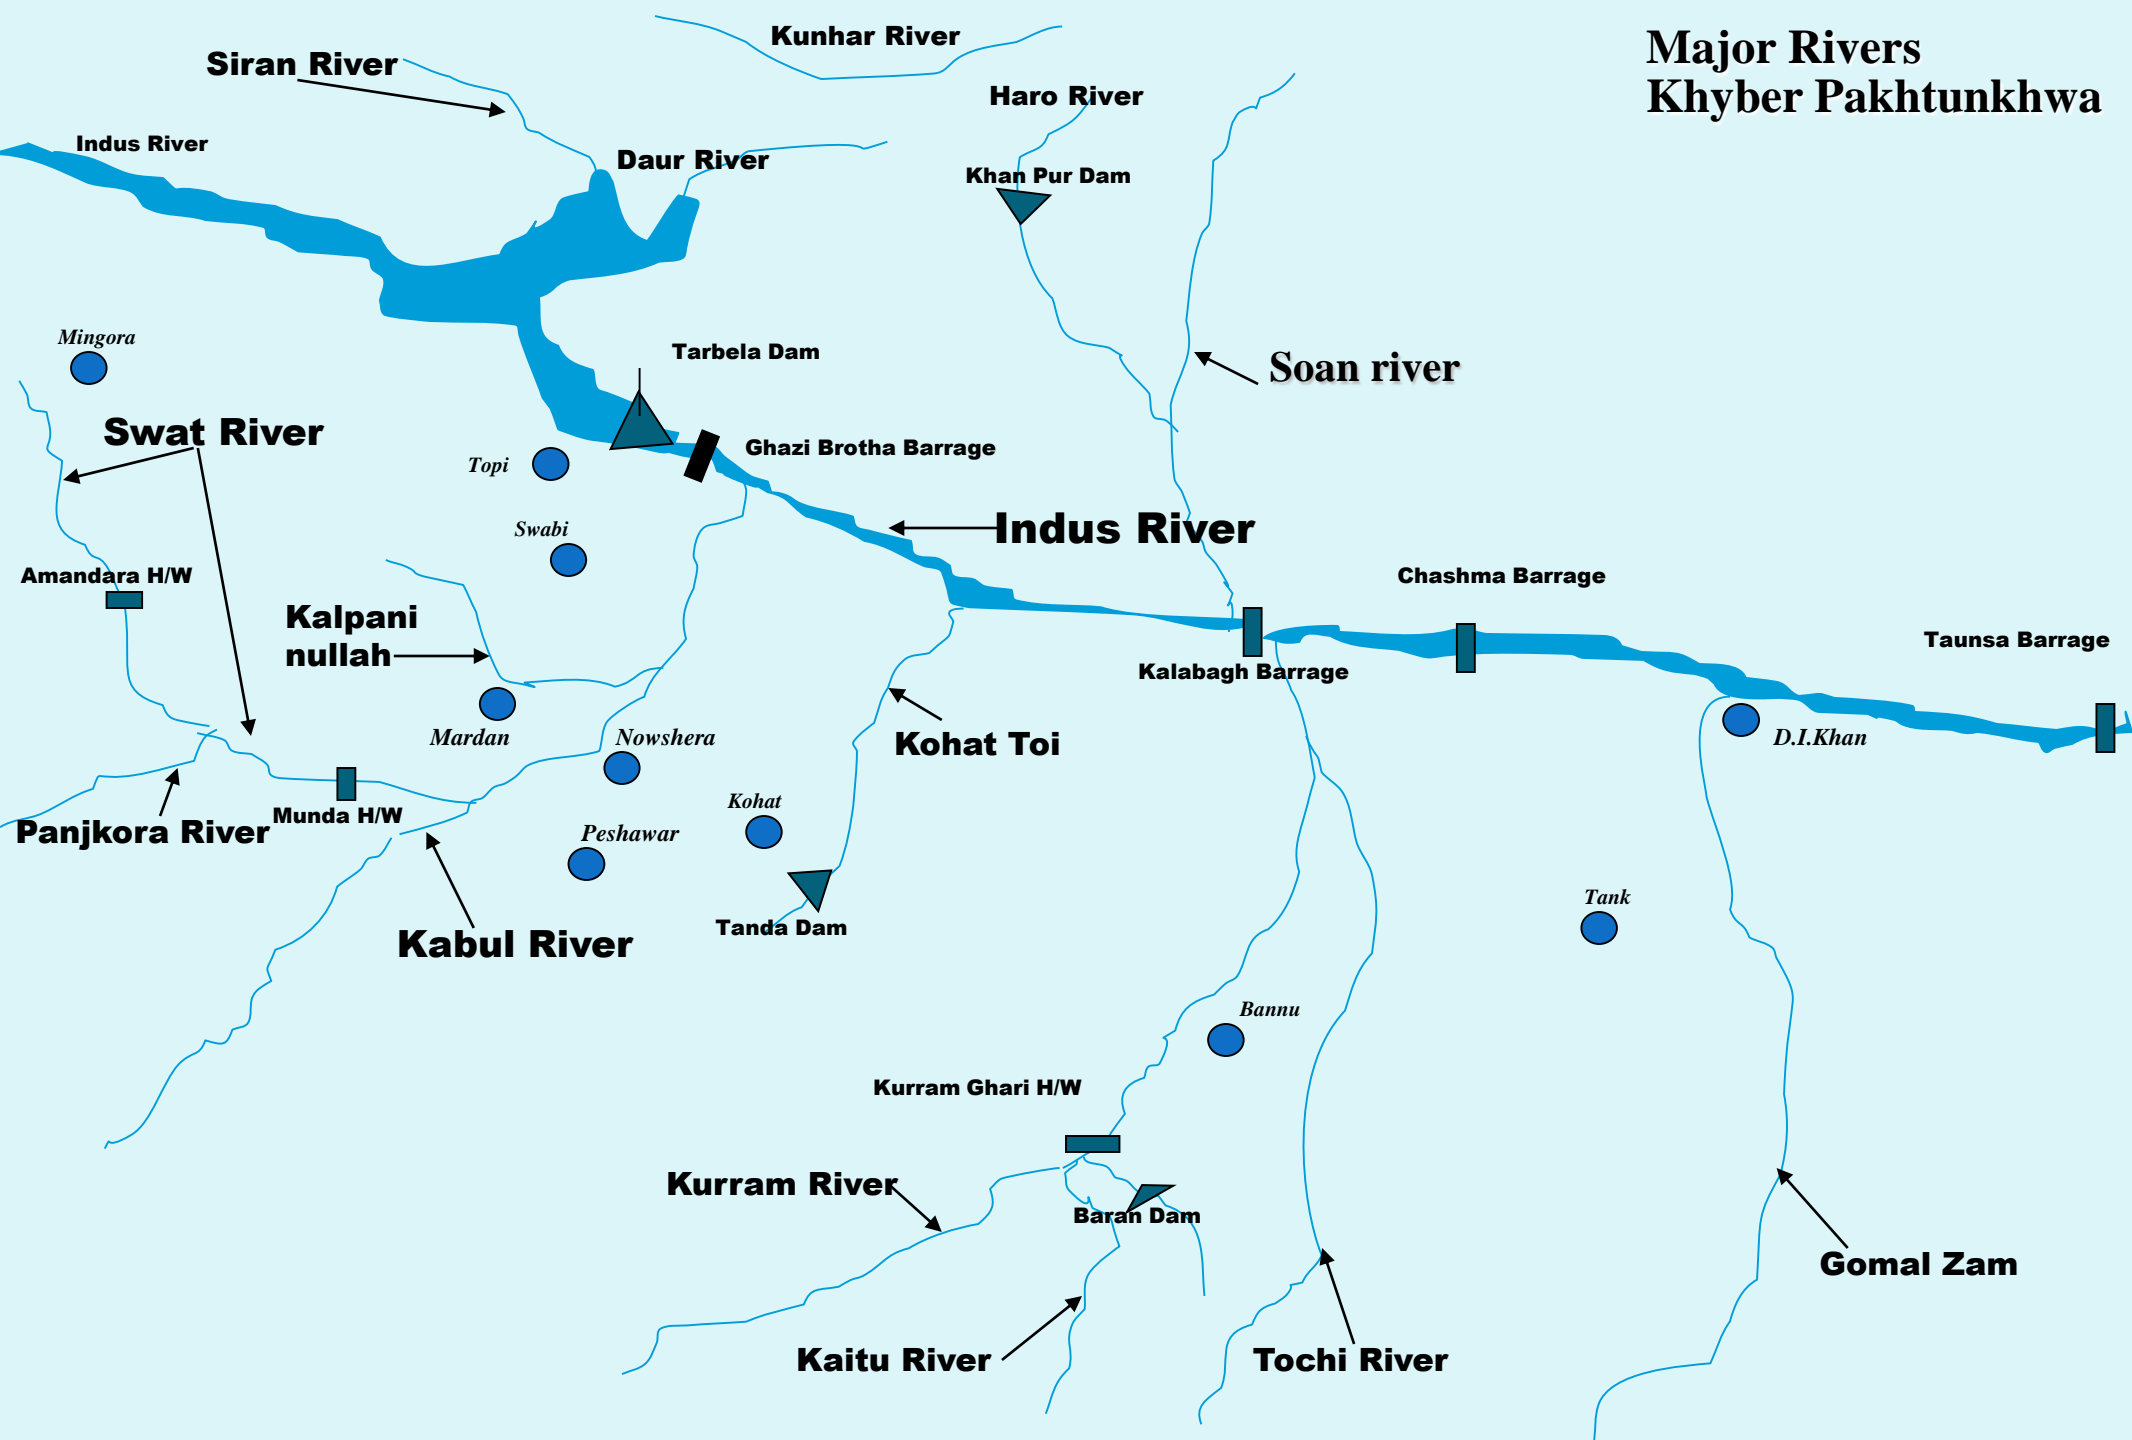 Major Rivers
Khyber Pakhtunkhwa
Kunhar River
Siran River
Haro River
Indus River
Daur River
Khan Pur Dam
Mingora
Tarbela Dam
Soan river
Swat River
Ghazi Brotha Barrage
Topi
Swabi
Indus River
Amandara H/W
Chashma Barrage
Kalpani
nullah
Taunsa Barrage
Kalabagh Barrage
Mardan
Nowshera
Kohat Toi
D.I.Khan
Kohat
Munda H/W
Panjkora River
Peshawar
Tank
Tanda Dam
Kabul River
Bannu
Kurram Ghari H/W
Kurram River
Baran Dam
Gomal Zam
Kaitu River
Tochi River